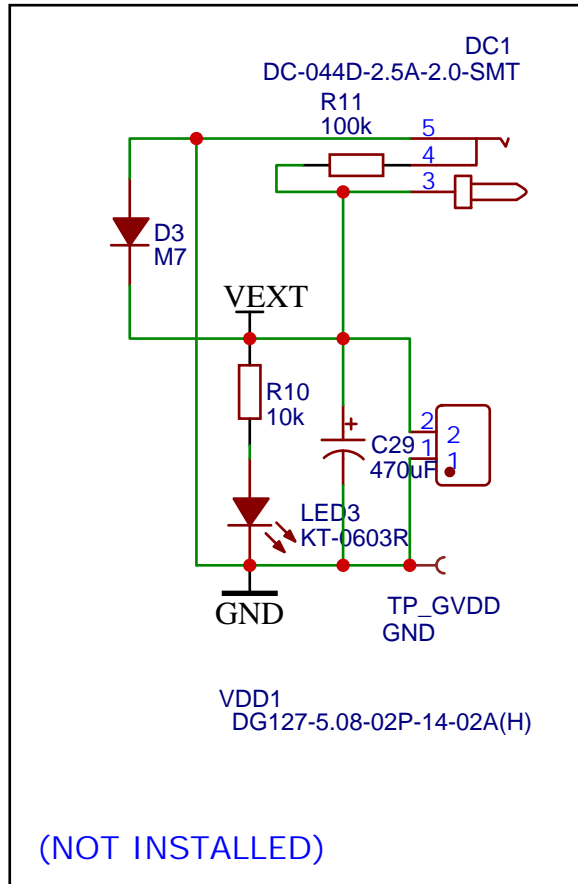 DC1
DC-044D-2.5A-2.0-SMT
R11
100k
5
4
3
D3
M7
VEXT
R10
10k
+
C29
470uF
2
1
2
1
LED3
KT-0603R
GND
TP_GVDD
GND
VDD1
DG127-5.08-02P-14-02A(H)
(NOT INSTALLED)